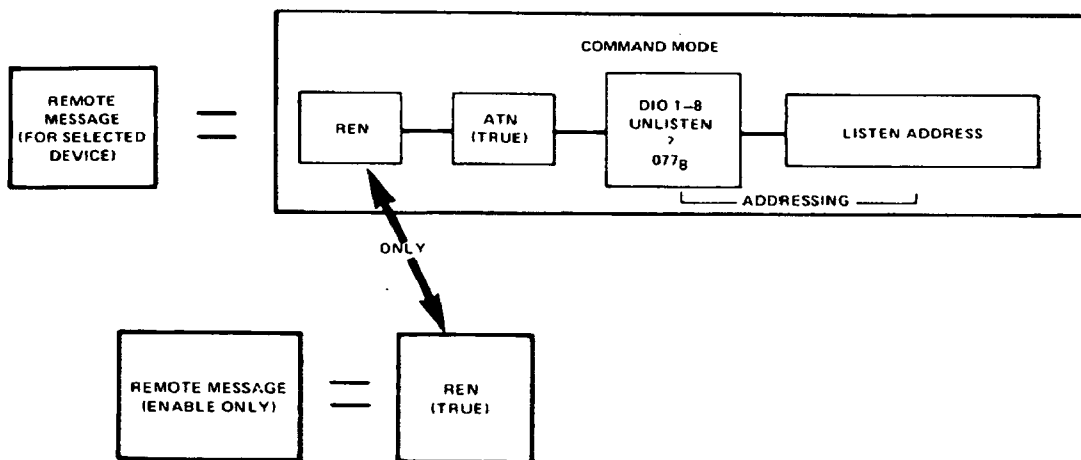 COMMAND MODE
REMOTE
MESSAGE
(FOR SELECTED
DEVICE)
=
REN
ATN
(TRUE)
DIO 1–8
UNLISTEN
?
077B
LISTEN ADDRESS
ADDRESSING
ONLY
REMOTE MESSAGE
(ENABLE ONLY)
=
REN
(TRUE)